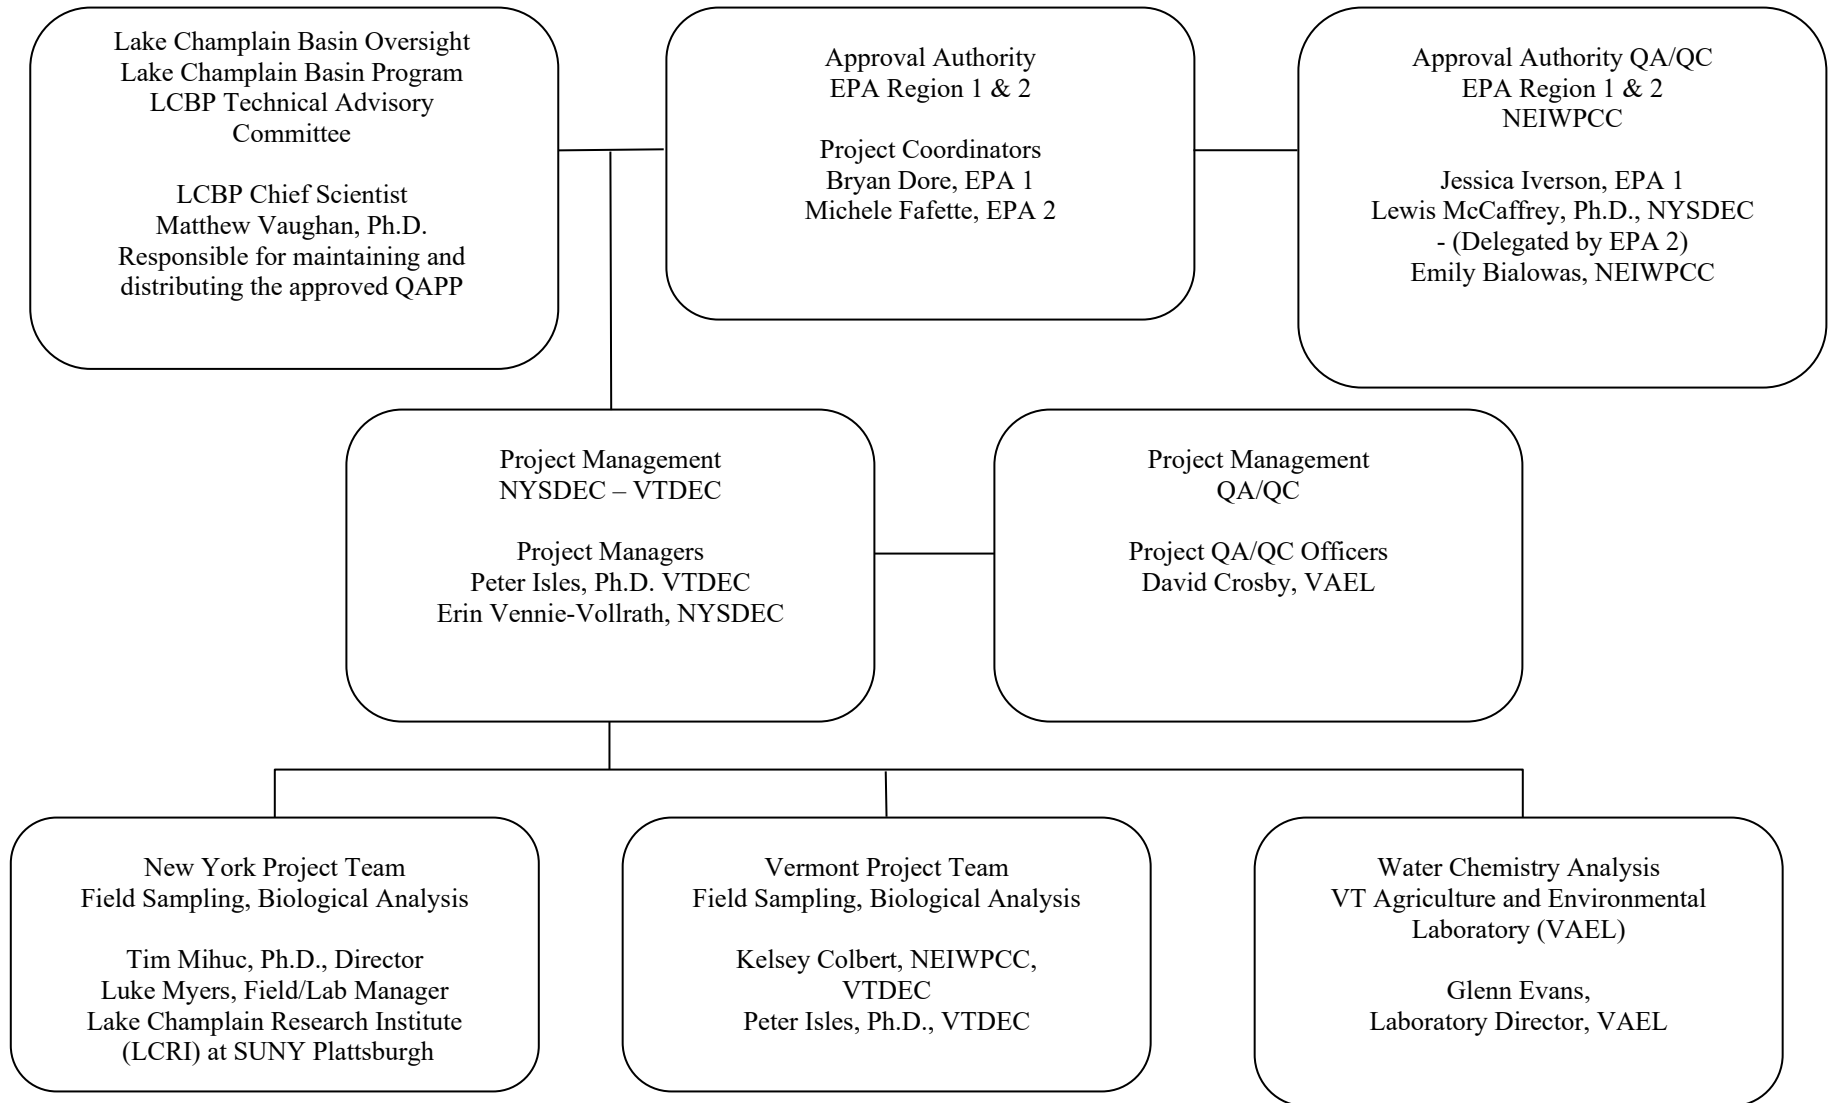 Lake Champlain Basin Oversight
Lake Champlain Basin Program
LCBP Technical Advisory
Committee
LCBP Chief Scientist
Matthew Vaughan, Ph.D.
Responsible for maintaining and
distributing the approved QAPP
Approval Authority
EPA Region 1 & 2
Project Coordinators
Bryan Dore, EPA 1
Michele Fafette, EPA 2
Approval Authority QA/QC
EPA Region 1 & 2
NEIWPCC
Jessica Iverson, EPA 1
Lewis McCaffrey, Ph.D., NYSDEC
- (Delegated by EPA 2)
Emily Bialowas, NEIWPCC
Project Management
NYSDEC – VTDEC
Project Managers
Peter Isles, Ph.D. VTDEC
Erin Vennie-Vollrath, NYSDEC
Project Management
QA/QC
Project QA/QC Officers
David Crosby, VAEL
New York Project Team
Field Sampling, Biological Analysis
Tim Mihuc, Ph.D., Director
Luke Myers, Field/Lab Manager
Lake Champlain Research Institute
(LCRI) at SUNY Plattsburgh
Vermont Project Team
Field Sampling, Biological Analysis
Kelsey Colbert, NEIWPCC,
VTDEC
Peter Isles, Ph.D., VTDEC
Water Chemistry Analysis
VT Agriculture and Environmental
Laboratory (VAEL)
Glenn Evans,
Laboratory Director, VAEL